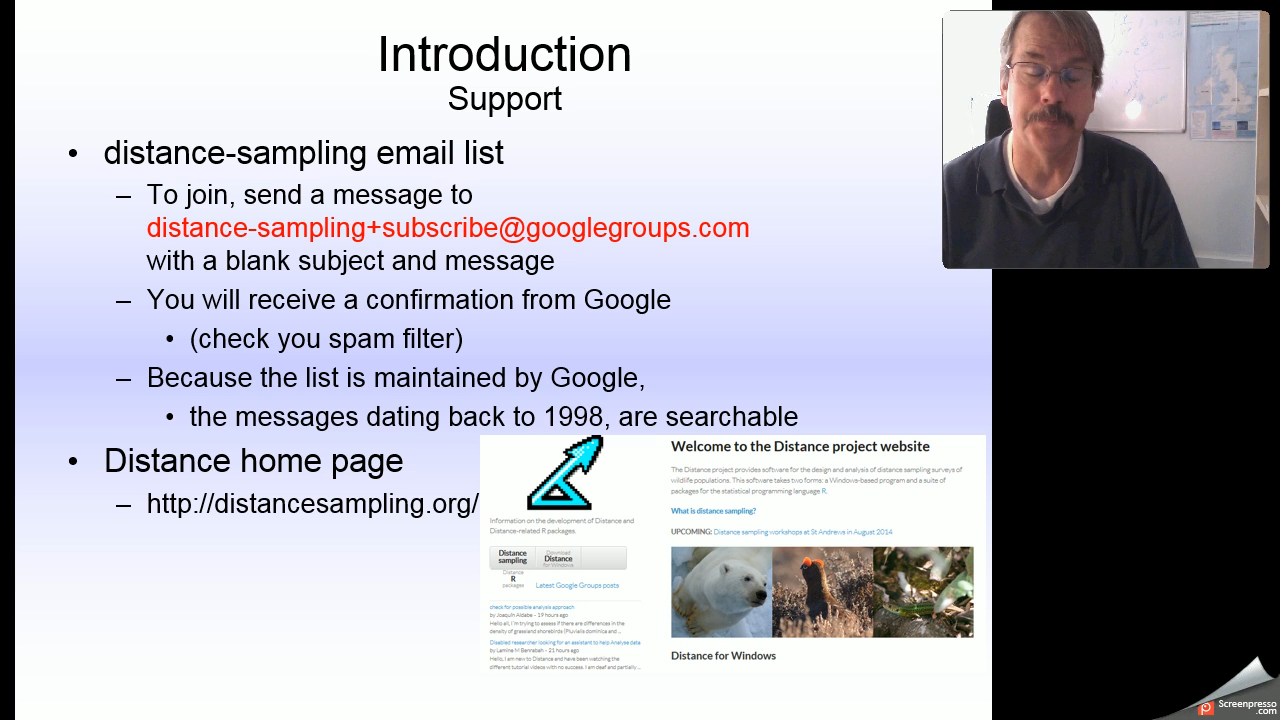 Introduction
Support
• distance-sampling email list
– To join, send a message to
distance-sampling+subscribe@googlegroups.com
with a blank subject and message
– You will receive a confirmation from Google
• (check you spam filter)
– Because the list is maintained by Google,
• the messages dating back to 1998, are searchable
• Distance home page
– http://distancesampling.org/
Information on the development of Distance and
Distance-related R packages.
Distance
sampling
Download
Distance
for Windows
Distance
R
packages
Latest Google Groups posts
check for possible analysis approach
by Joaquín Aldabe - 19 hours ago
Hello all, I'm trying to assess if there are differences in the
density of grassland shorebirds (Pluvialis dominica and ...
Disabled researcher looking for an assistant to help Analyse data
by Lamine M Benrabah - 21 hours ago
Hello, I am new to Distance and have been watching the
different tutorial videos with no success. I am deaf and partially ...
Welcome to the Distance project website
The Distance project provides software for the design and analysis of distance sampling surveys of
wildlife populations. This software takes two forms: a Windows-based program and a suite of
packages for the statistical programming language R.
What is distance sampling?
UPCOMING: Distance sampling workshops at St Andrews in August 2014
Distance for Windows
Screenpresso
.com